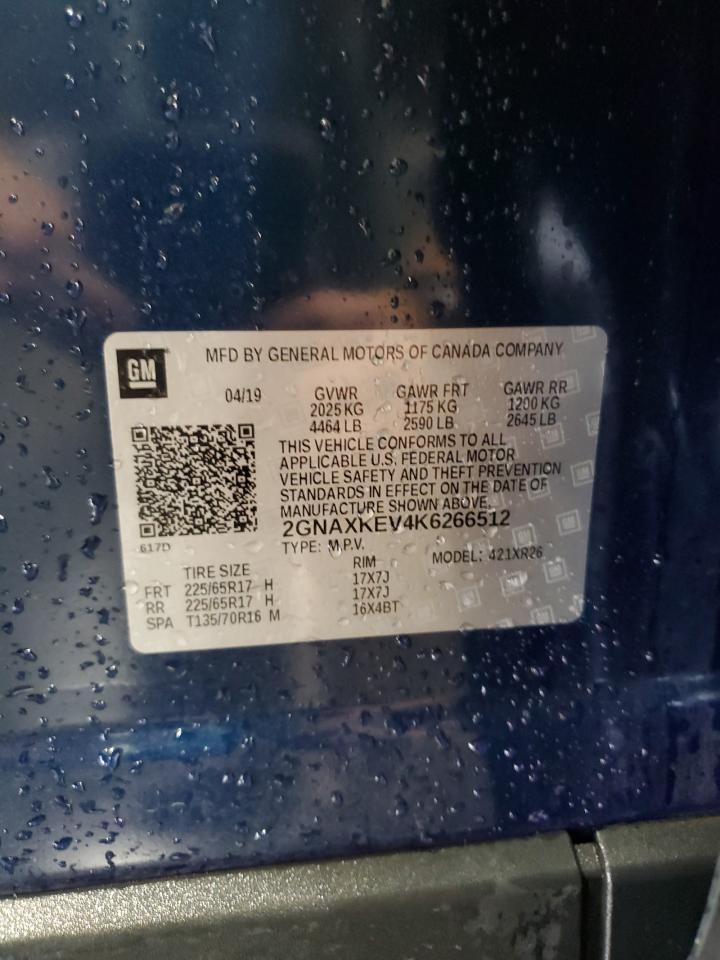 GM
MFD BY GENERAL MOTORS OF CANADA COMPANY
04/19 GVWR GAWR FRT GAWR RR
2025 KG 1175 KG 1200 KG
4464 LB 2590 LB 2645 LB
THIS VEHICLE CONFORMS TO ALL
APPLICABLE U.S. FEDERAL MOTOR
VEHICLE SAFETY AND THEFT PREVENTION
STANDARDS IN EFFECT ON THE DATE OF
MANUFACTURE SHOWN ABOVE.
2GNAXKEV4K6266512
617D
TYPE: M.P.V. MODEL: 421XR26
TIRE SIZE RIM
FRT 225/65R17 H 17X7J
RR 225/65R17 H 17X7J
SPA T135/70R16 M 16X4BT